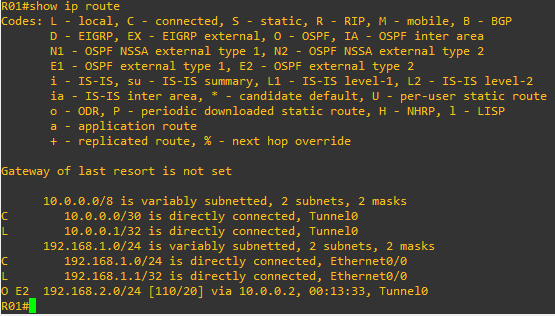 R01#show ip route
Codes: L - local, C - connected, S - static, R - RIP, M - mobile, B - BGP
       D - EIGRP, EX - EIGRP external, O - OSPF, IA - OSPF inter area
       N1 - OSPF NSSA external type 1, N2 - OSPF NSSA external type 2
       E1 - OSPF external type 1, E2 - OSPF external type 2
       i - IS-IS, su - IS-IS summary, L1 - IS-IS level-1, L2 - IS-IS level-2
       ia - IS-IS inter area, * - candidate default, U - per-user static route
       o - ODR, P - periodic downloaded static route, H - NHRP, l - LISP
       a - application route
       + - replicated route, % - next hop override

Gateway of last resort is not set

      10.0.0.0/8 is variably subnetted, 2 subnets, 2 masks
C        10.0.0.0/30 is directly connected, Tunnel0
L        10.0.0.1/32 is directly connected, Tunnel0
      192.168.1.0/24 is variably subnetted, 2 subnets, 2 masks
C        192.168.1.0/24 is directly connected, Ethernet0/0
L        192.168.1.1/32 is directly connected, Ethernet0/0
O E2  192.168.2.0/24 [110/20] via 10.0.0.2, 00:13:33, Tunnel0
R01#